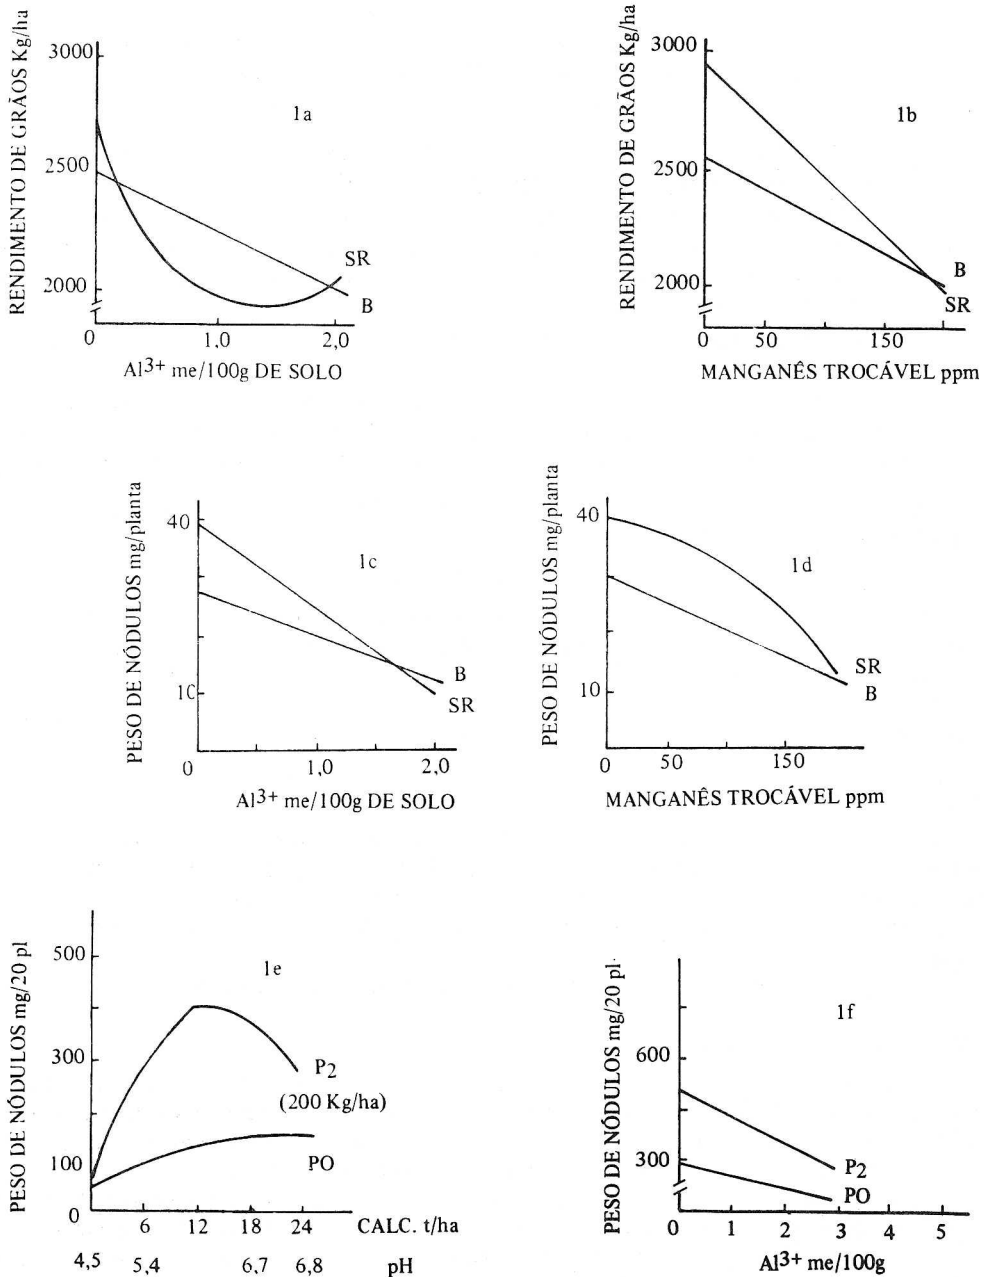 RENDIMENTO DE GRÃOS Kg/ha
3000
2500
2000
1a
SR
B
0
1,0
2,0
Al3+ me/100g DE SOLO
RENDIMENTO DE GRÃOS Kg/ha
3000
2500
2000
1b
B
SR
0
50
150
MANGANÊS TROCÁVEL ppm
PESO DE NÓDULOS mg/planta
40
10
1c
B
SR
0
1,0
2,0
Al3+ me/100g DE SOLO
PESO DE NÓDULOS mg/planta
40
10
1d
SR
B
0
50
150
MANGANÊS TROCÁVEL ppm
PESO DE NÓDULOS mg/20 pl
500
300
100
0
1e
P2
(200 Kg/ha)
PO
6 12 18 24 CALC. t/ha
4,5 5,4 6,7 6,8 pH
PESO DE NÓDULOS mg/20 pl.
600
300
1f
P2
PO
0 1 2 3 4 5
Al3+ me/100g